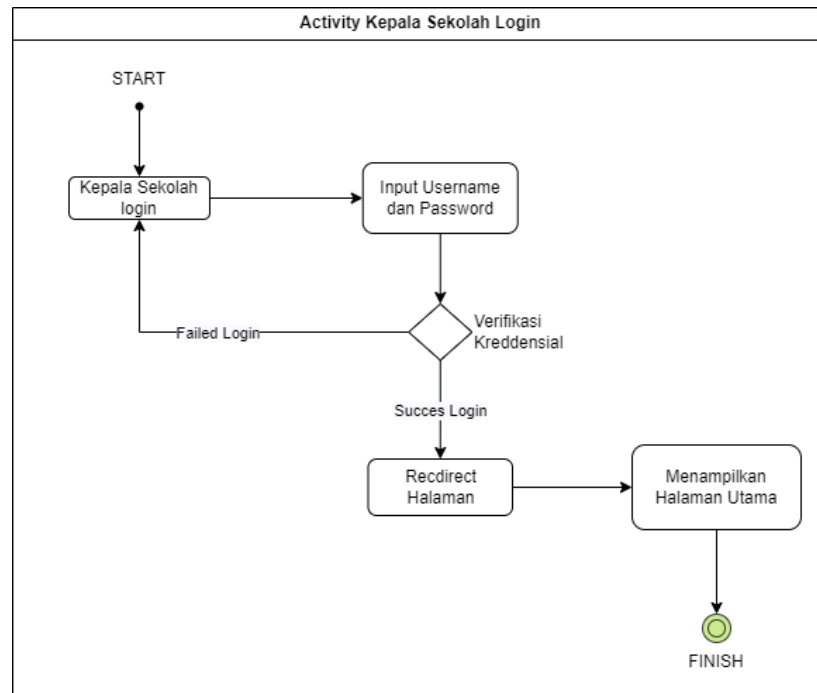 Activity Kepala Sekolah Login
START
Kepala Sekolah
login
Input Username
dan Password
Verifikasi
Kreddensial
Failed Login
Succes Login
Recdirect
Halaman
Menampilkan
Halaman Utama
FINISH